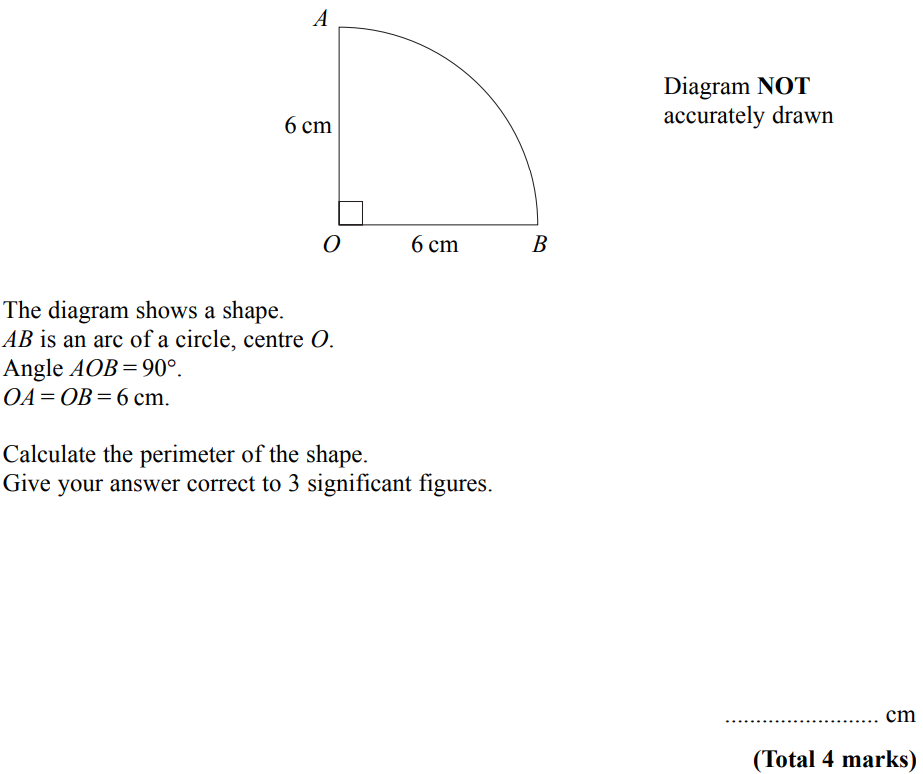 A
Diagram NOT
accurately drawn
6 cm
O
6 cm
B
The diagram shows a shape.
AB is an arc of a circle, centre O.
Angle AOB = 90°.
OA = OB = 6 cm.
Calculate the perimeter of the shape.
Give your answer correct to 3 significant figures.
......................... cm
(Total 4 marks)